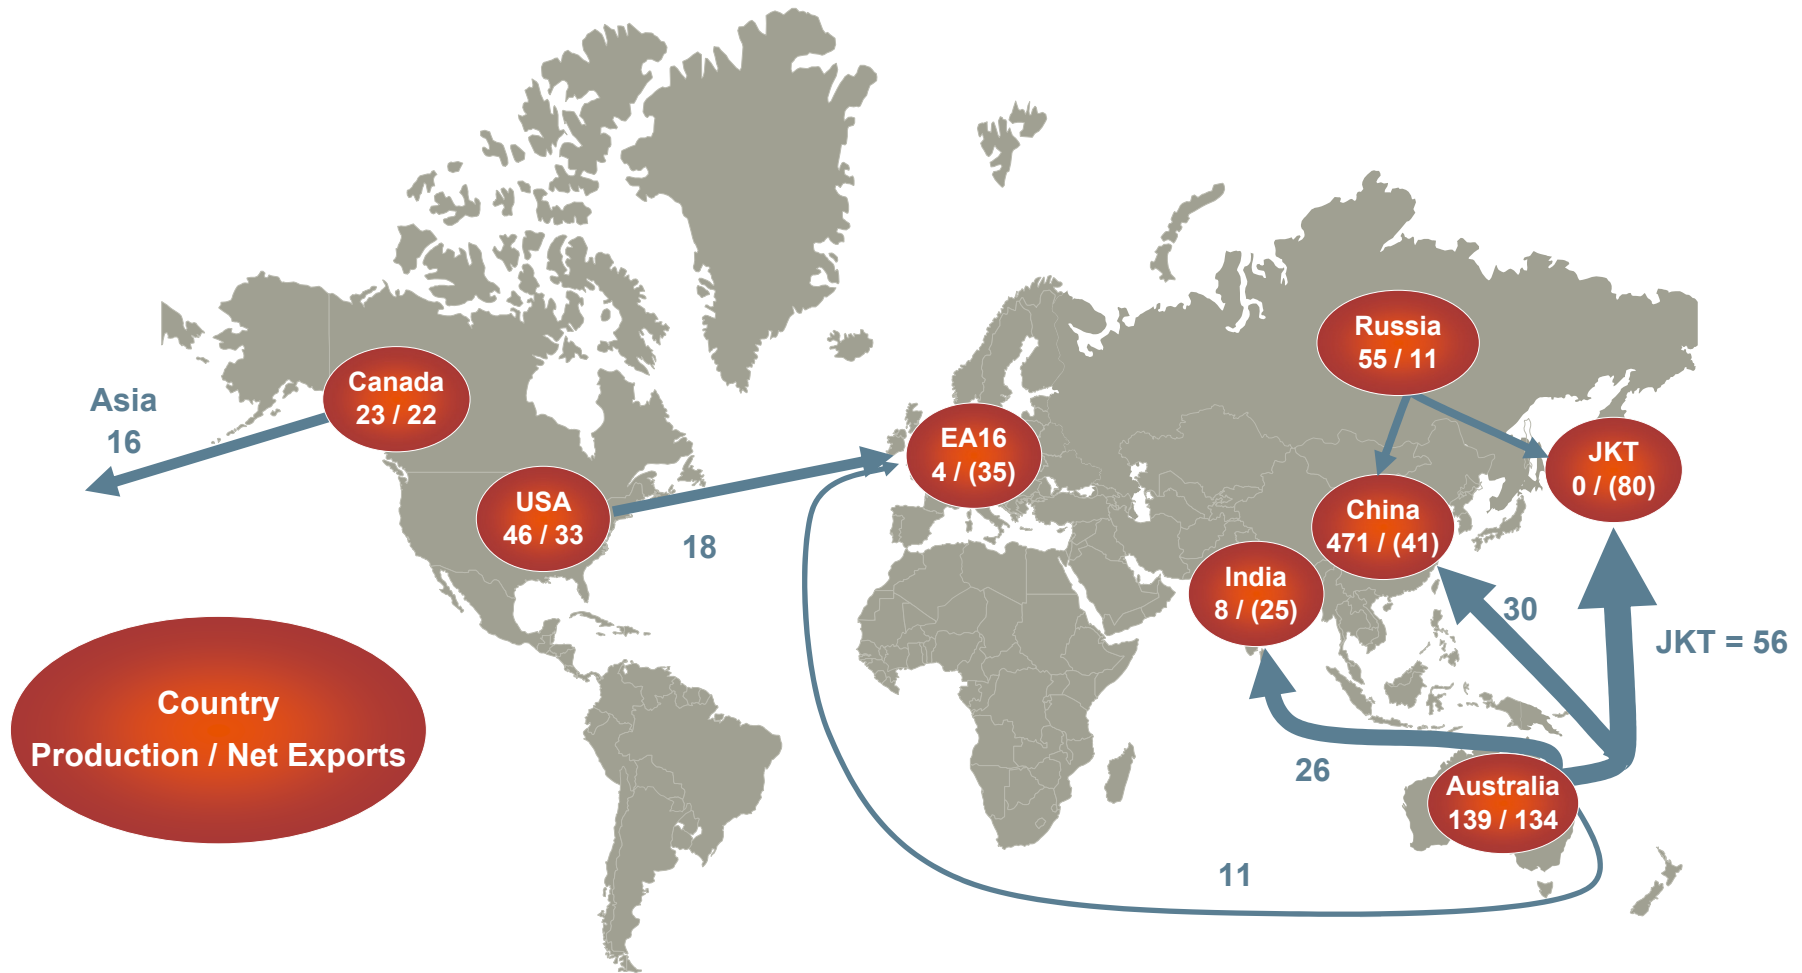 Russia
55 / 11
Canada
23 / 22
Asia
16
EA16
4 / (35)
JKT
0 / (80)
USA
46 / 33
China
471 / (41)
18
India
8 / (25)
30
JKT = 56
Country
Production / Net Exports
26
Australia
139 / 134
11